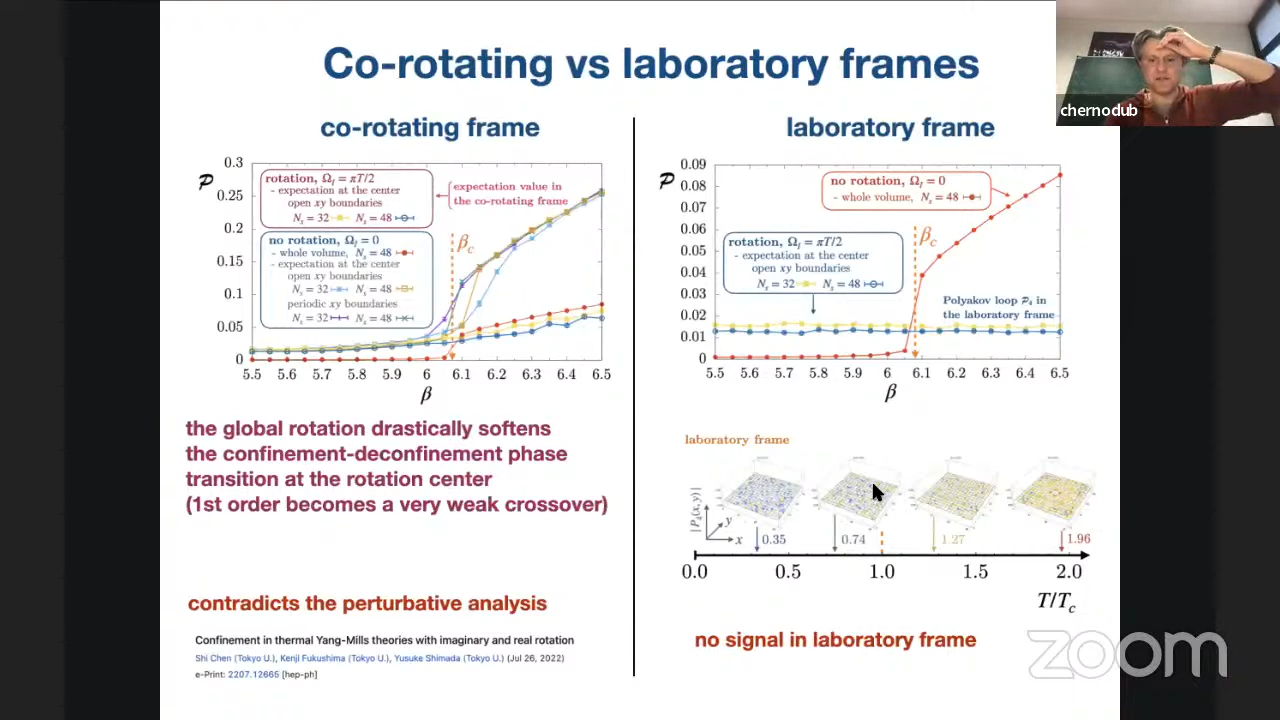 Co-rotating vs laboratory frames
chernodub
co-rotating frame
𝒫
0.3
0.25
0.2
0.15
0.1
0.05
0
rotation, Ω_I = πT/2
- expectation at the center
open xy boundaries
N_s = 32 N_s = 48
no rotation, Ω_I = 0
- whole volume, N_s = 48
- expectation at the center
open xy boundaries
N_s = 32 N_s = 48
periodic xy boundaries
N_s = 32 N_s = 48
expectation value in
the co-rotating frame
β_c
5.5 5.6 5.7 5.8 5.9 6 6.1 6.2 6.3 6.4 6.5
β
the global rotation drastically softens
the confinement-deconfinement phase
transition at the rotation center
(1st order becomes a very weak crossover)
contradicts the perturbative analysis
Confinement in thermal Yang-Mills theories with imaginary and real rotation
Shi Chen (Tokyo U.), Kenji Fukushima (Tokyo U.), Yusuke Shimada (Tokyo U.) (Jul 26, 2022)
e-Print: 2207.12665 [hep-ph]
laboratory frame
𝒫
0.09
0.08
0.07
0.06
0.05
0.04
0.03
0.02
0.01
0
no rotation, Ω_I = 0
- whole volume, N_s = 48
β_c
rotation, Ω_I = πT/2
- expectation at the center
open xy boundaries
N_s = 32 N_s = 48
Polyakov loop 𝒫_4 in
the laboratory frame
5.5 5.6 5.7 5.8 5.9 6 6.1 6.2 6.3 6.4 6.5
β
laboratory frame
|P_4(x, y)|
y
x
0.35 0.74 1.27 1.96
0.0 0.5 1.0 1.5 2.0
T/T_c
no signal in laboratory frame
zoom